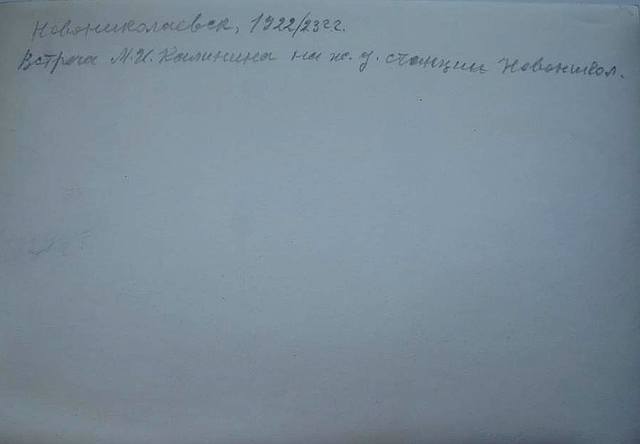 Новониколаевск, 1922/23гг.
Встреча М.И. Калинина на ж.д. станции Новоникол.